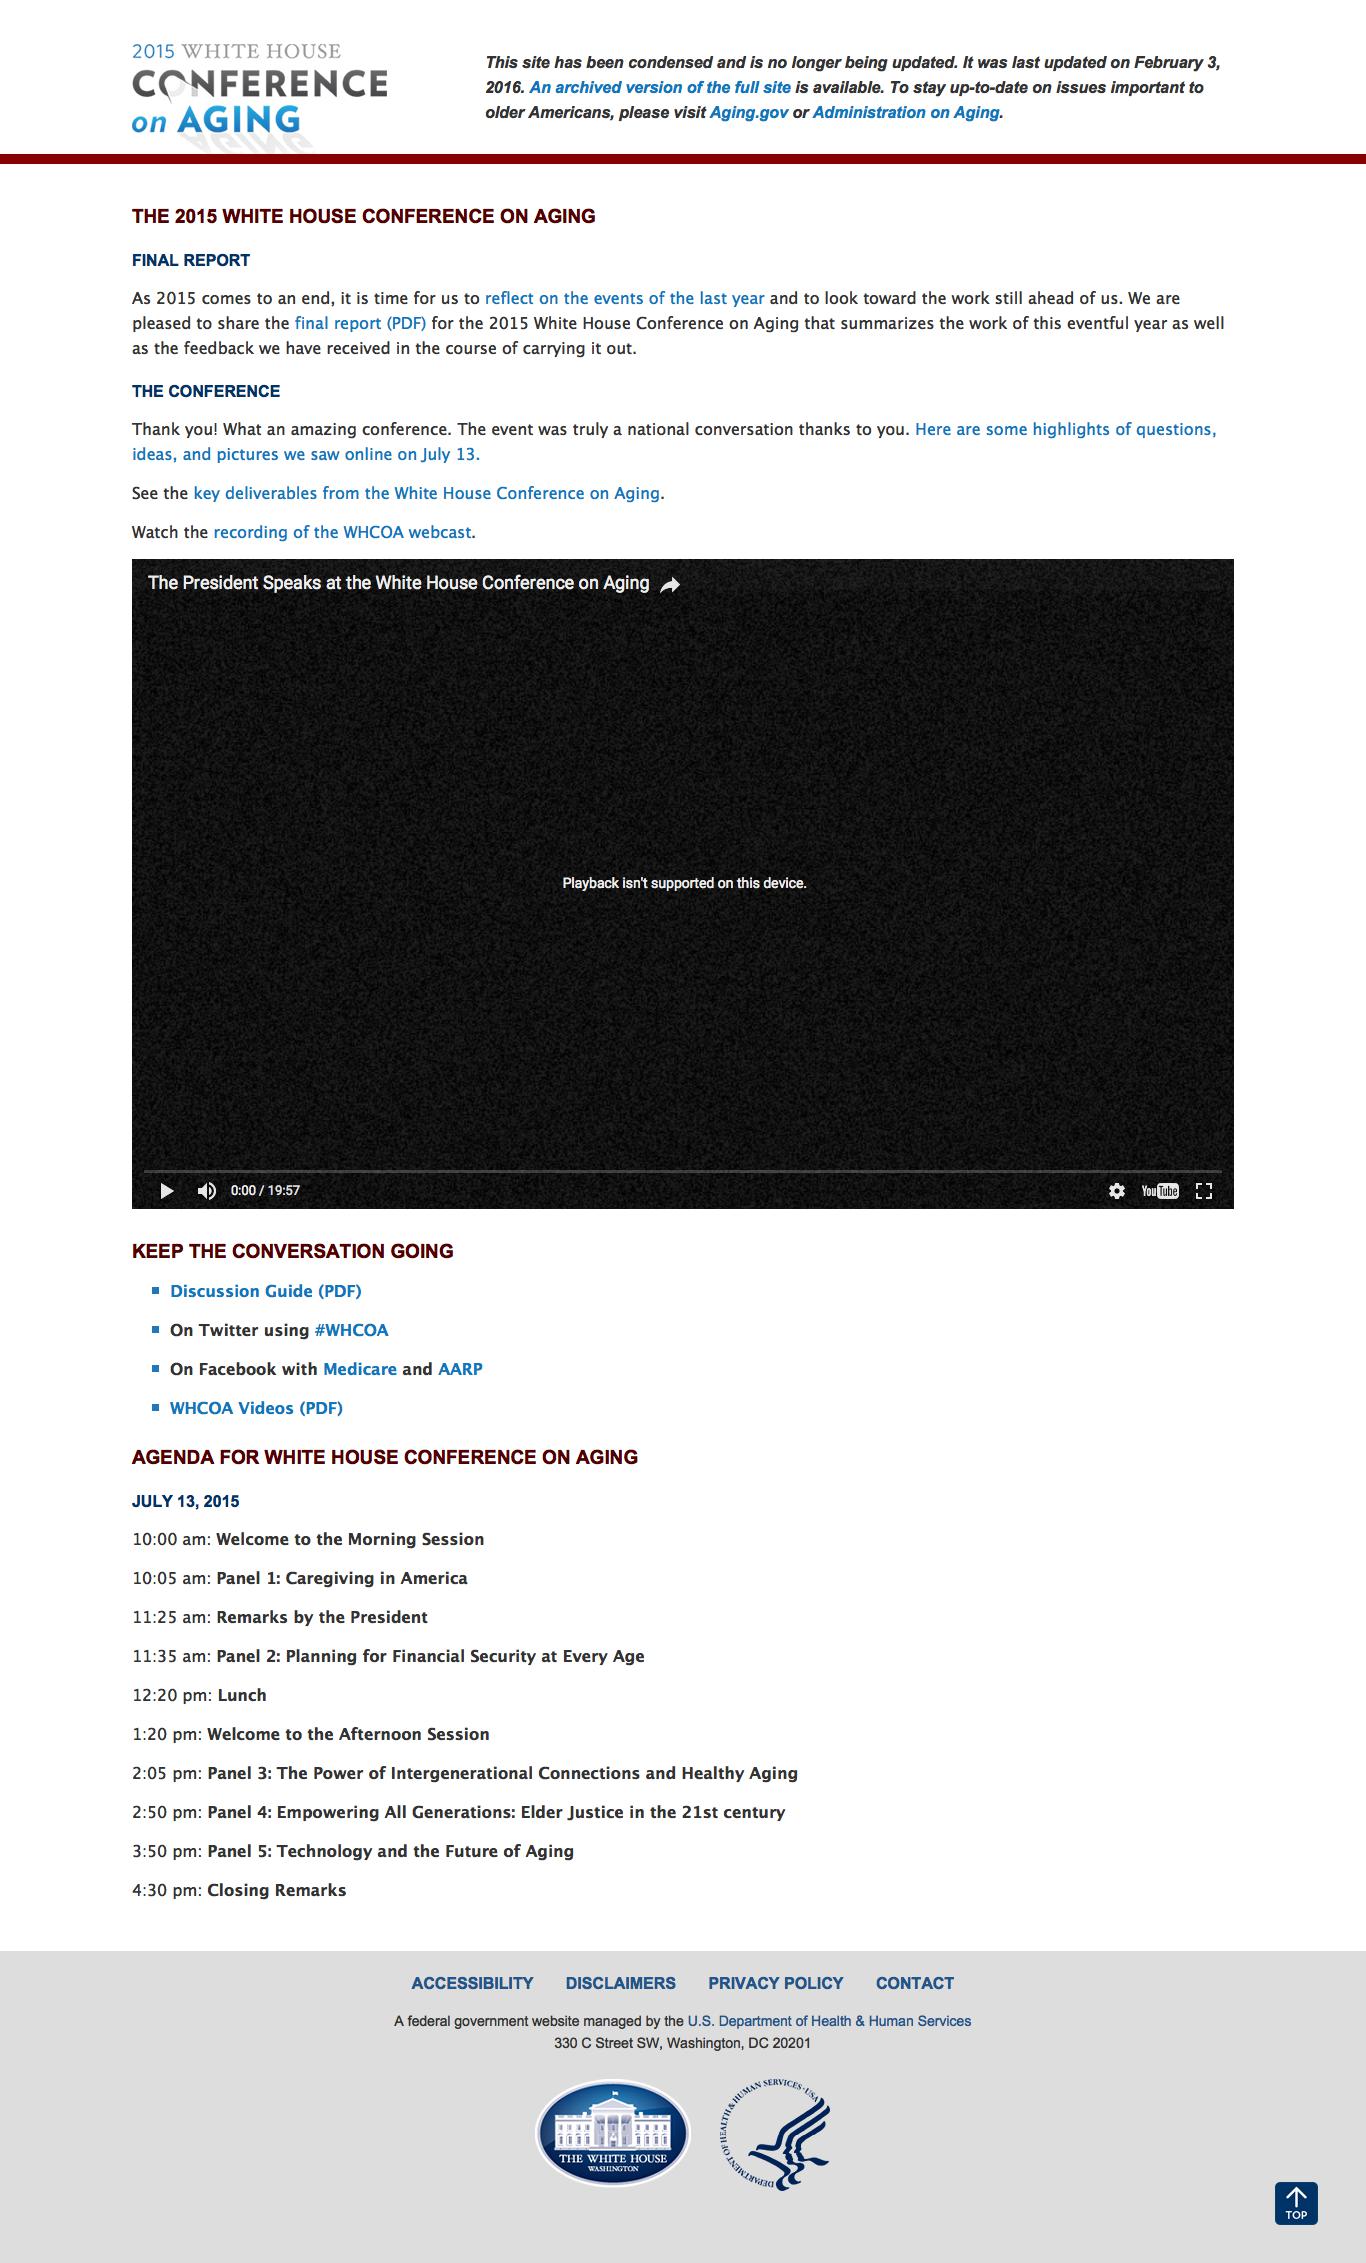 2015 WHITE HOUSE
CONFERENCE
on AGING
This site has been condensed and is no longer being updated. It was last updated on February 3,
2016. An archived version of the full site is available. To stay up-to-date on issues important to
older Americans, please visit Aging.gov or Administration on Aging.
THE 2015 WHITE HOUSE CONFERENCE ON AGING
FINAL REPORT
As 2015 comes to an end, it is time for us to reflect on the events of the last year and to look toward the work still ahead of us. We are
pleased to share the final report (PDF) for the 2015 White House Conference on Aging that summarizes the work of this eventful year as well
as the feedback we have received in the course of carrying it out.
THE CONFERENCE
Thank you! What an amazing conference. The event was truly a national conversation thanks to you. Here are some highlights of questions,
ideas, and pictures we saw online on July 13.
See the key deliverables from the White House Conference on Aging.
Watch the recording of the WHCOA webcast.
The President Speaks at the White House Conference on Aging
Playback isn't supported on this device.
0:00 / 19:57
YouTube
KEEP THE CONVERSATION GOING
Discussion Guide (PDF)
On Twitter using #WHCOA
On Facebook with Medicare and AARP
WHCOA Videos (PDF)
AGENDA FOR WHITE HOUSE CONFERENCE ON AGING
JULY 13, 2015
10:00 am: Welcome to the Morning Session
10:05 am: Panel 1: Caregiving in America
11:25 am: Remarks by the President
11:35 am: Panel 2: Planning for Financial Security at Every Age
12:20 pm: Lunch
1:20 pm: Welcome to the Afternoon Session
2:05 pm: Panel 3: The Power of Intergenerational Connections and Healthy Aging
2:50 pm: Panel 4: Empowering All Generations: Elder Justice in the 21st century
3:50 pm: Panel 5: Technology and the Future of Aging
4:30 pm: Closing Remarks
ACCESSIBILITY DISCLAIMERS PRIVACY POLICY CONTACT
A federal government website managed by the U.S. Department of Health & Human Services
330 C Street SW, Washington, DC 20201
THE WHITE HOUSE
WASHINGTON
DEPARTMENT OF HEALTH & HUMAN SERVICES · USA
TOP